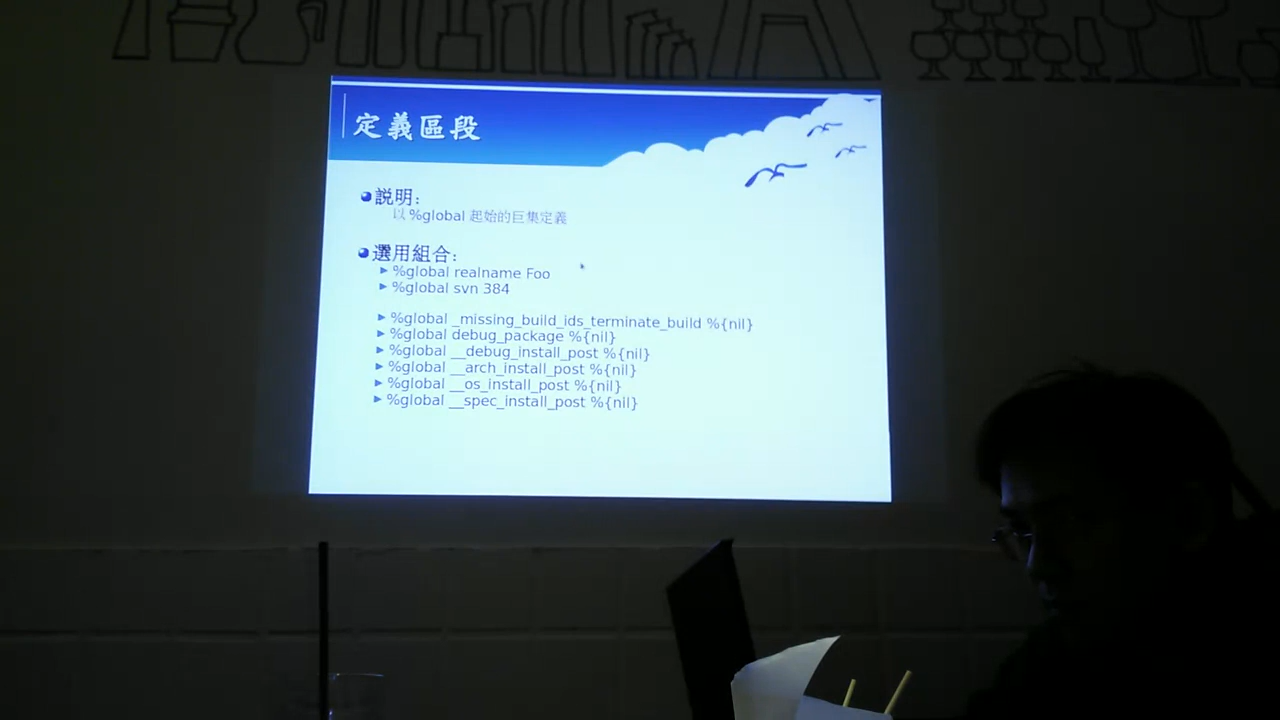 定義區段
說明:
以 %global 起始的巨集定義
選用組合:
%global realname Foo
%global svn 384
%global _missing_build_ids_terminate_build %{nil}
%global debug_package %{nil}
%global __debug_install_post %{nil}
%global __arch_install_post %{nil}
%global __os_install_post %{nil}
%global __spec_install_post %{nil}